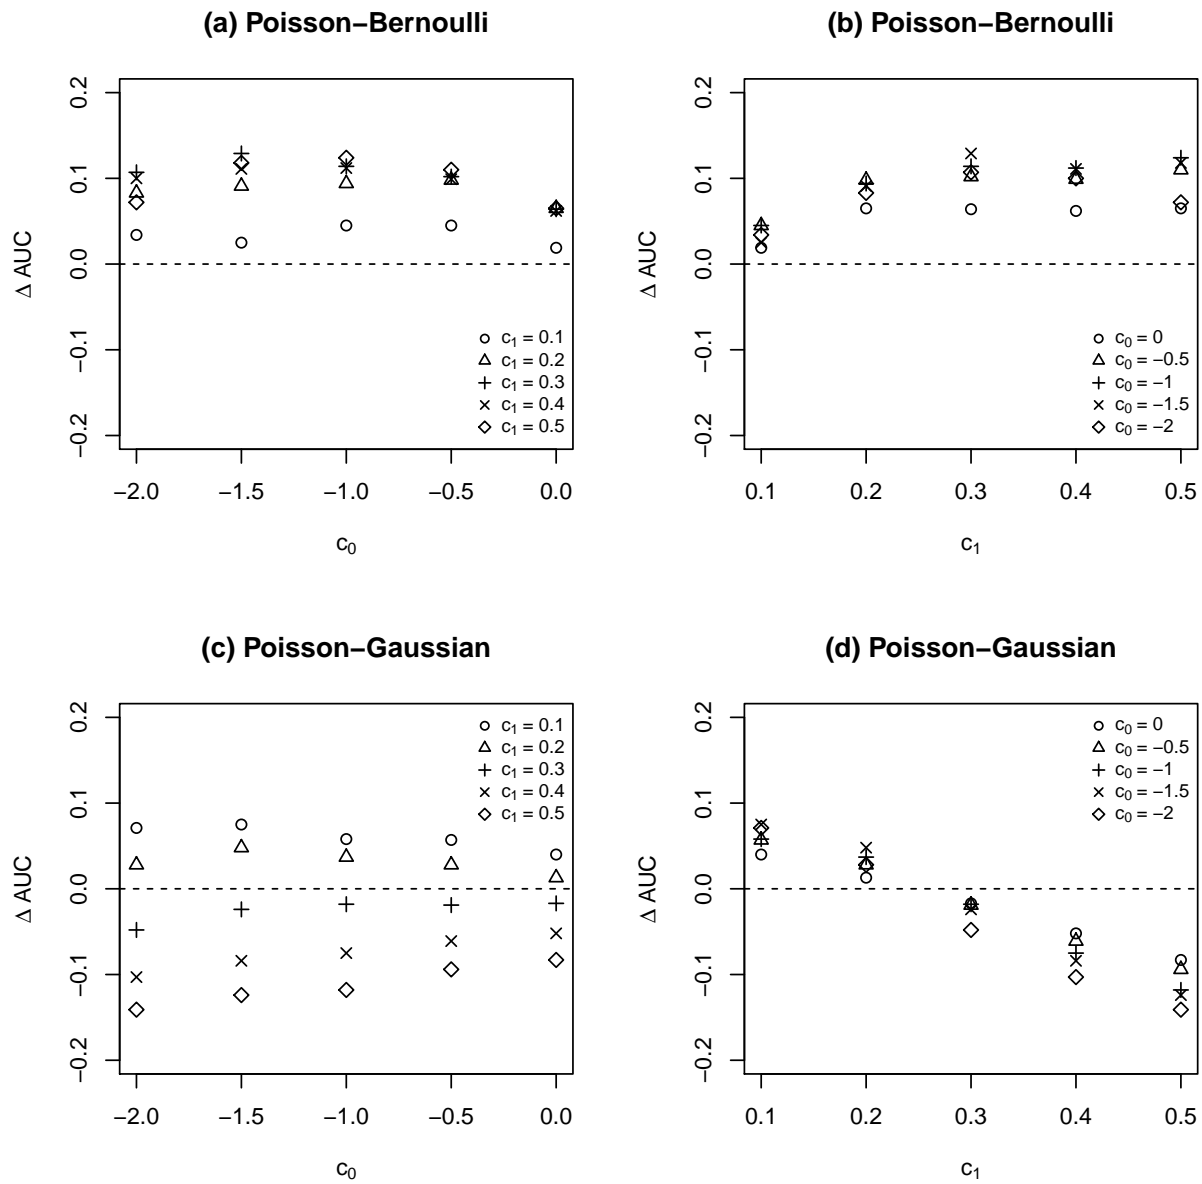 (a) Poisson−Bernoulli
Δ AUC
0.2
0.1
0.0
−0.1
−0.2
c₁ = 0.1
c₁ = 0.2
c₁ = 0.3
c₁ = 0.4
c₁ = 0.5
−2.0 −1.5 −1.0 −0.5 0.0
c₀
(b) Poisson−Bernoulli
Δ AUC
0.2
0.1
0.0
−0.1
−0.2
c₀ = 0
c₀ = −0.5
c₀ = −1
c₀ = −1.5
c₀ = −2
0.1 0.2 0.3 0.4 0.5
c₁
(c) Poisson−Gaussian
Δ AUC
0.2
0.1
0.0
−0.1
−0.2
c₁ = 0.1
c₁ = 0.2
c₁ = 0.3
c₁ = 0.4
c₁ = 0.5
−2.0 −1.5 −1.0 −0.5 0.0
c₀
(d) Poisson−Gaussian
Δ AUC
0.2
0.1
0.0
−0.1
−0.2
c₀ = 0
c₀ = −0.5
c₀ = −1
c₀ = −1.5
c₀ = −2
0.1 0.2 0.3 0.4 0.5
c₁